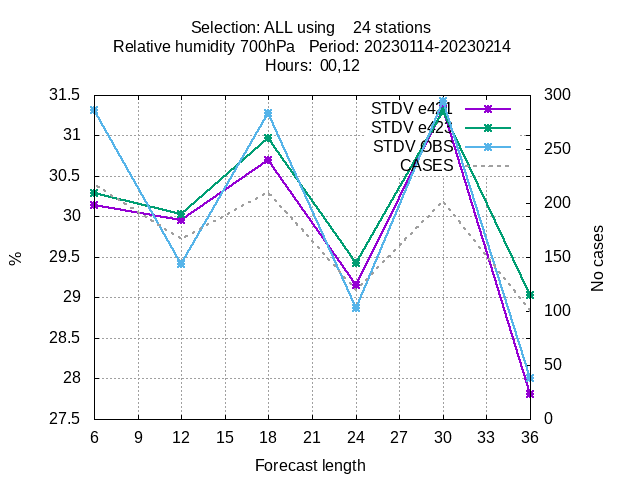 Selection: ALL using    24 stations
Relative humidity 700hPa   Period: 20230114-20230214
Hours:  00,12
31.5
31
30.5
30
29.5
29
28.5
28
27.5
%
STDV e421
STDV e423
STDV OBS
CASES
300
250
200
150
100
50
0
No cases
6 9 12 15 18 21 24 27 30 33 36
Forecast length